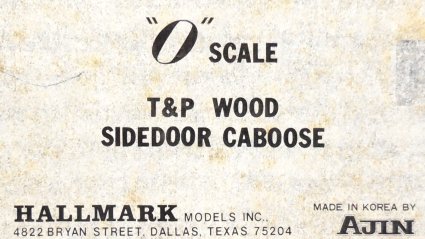 "O" SCALE
T&P WOOD
SIDEDOOR CABOOSE
HALLMARK MODELS INC.,
4822 BRYAN STREET, DALLAS, TEXAS 75204
MADE IN KOREA BY
AJIN